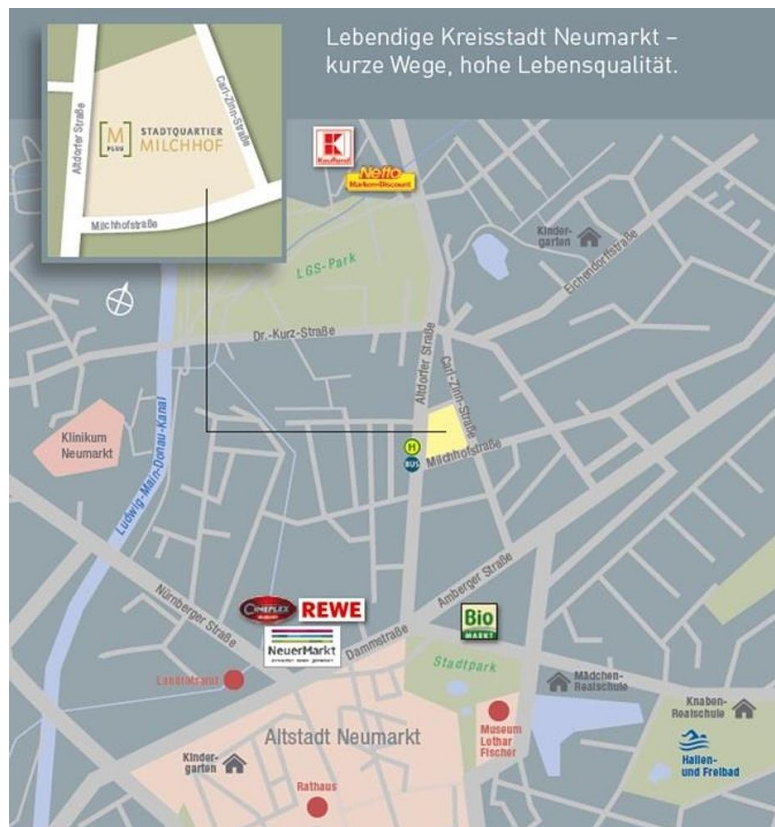 Lebendige Kreisstadt Neumarkt –
kurze Wege, hohe Lebensqualität.
Altdorfer Straße
Carl-Zinn-Straße
M
PLUS
STADTQUARTIER
MILCHHOF
Milchhofstraße
K
Kaufland
Netto
Marken-Discount
LGS-Park
Kinder-
garten
Eichendorffstraße
Dr.-Kurz-Straße
Altdorfer Straße
Carl-Zinn-Straße
Klinikum
Neumarkt
Ludwig-Main-Donau-Kanal
H
BUS
Milchhofstraße
Nürnberger Straße
CINEPLEX
REWE
NeuerMarkt
Dammstraße
Amberger Straße
Bio
MARKT
Stadtpark
Landratsamt
Mädchen-
Realschule
Knaben-
Realschule
Museum
Lothar
Fischer
Altstadt Neumarkt
Kinder-
garten
Hallen-
und Freibad
Rathaus